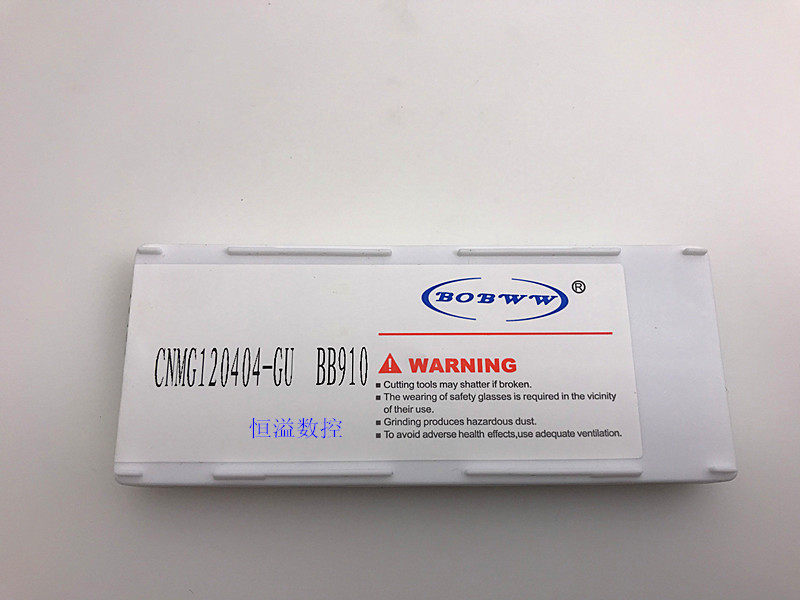 BOBWW®
CNMG120404-GU BB910
WARNING
■ Cutting tools may shatter if broken.
■ The wearing of safety glasses is required in the vicinity
of their use.
■ Grinding produces hazardous dust.
■ To avoid adverse health effects,use adequate ventilation.
恒溢数控